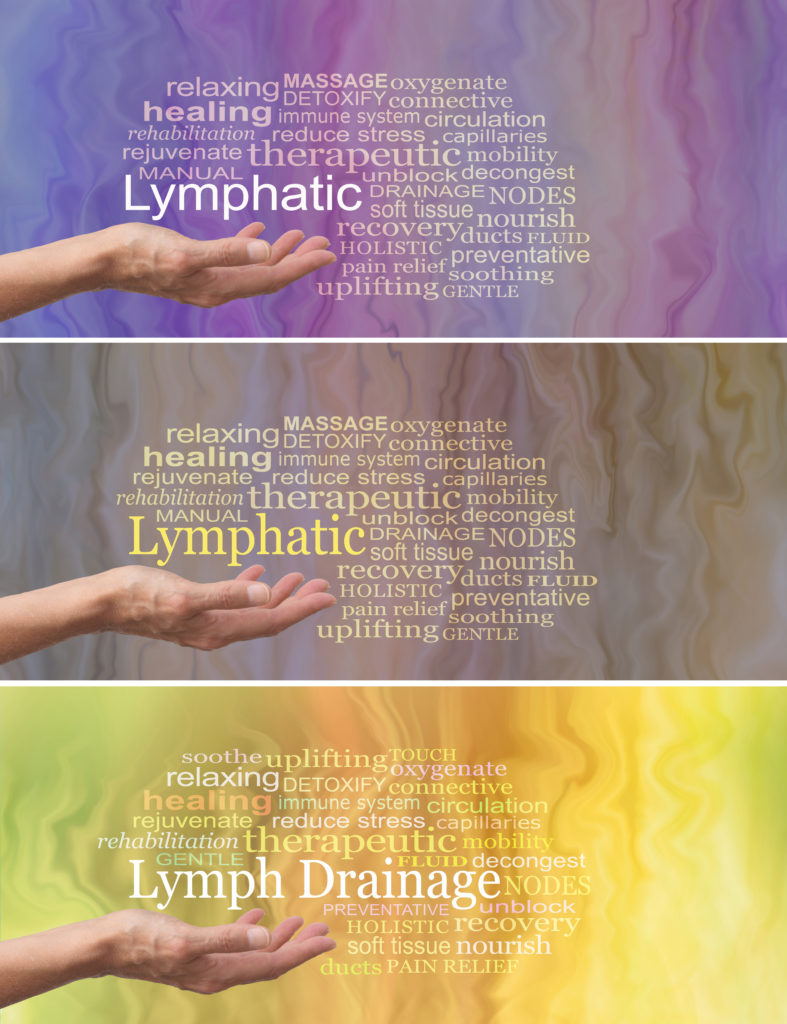 relaxing MASSAGE oxygenate
DETOXIFY connective
healing immune system circulation
rehabilitation reduce stress capillaries
rejuvenate therapeutic mobility
MANUAL unblock decongest
Lymphatic DRAINAGE NODES
soft tissue nourish
recovery ducts FLUID
HOLISTIC preventative
pain relief soothing
uplifting GENTLE
relaxing MASSAGE oxygenate
DETOXIFY connective
healing immune system circulation
rejuvenate reduce stress capillaries
rehabilitation therapeutic mobility
MANUAL unblock decongest
Lymphatic DRAINAGE NODES
soft tissue nourish
recovery ducts FLUID
HOLISTIC preventative
pain relief soothing
uplifting GENTLE
soothe uplifting TOUCH
relaxing oxygenate
DETOXIFY connective
healing immune system circulation
rejuvenate reduce stress capillaries
rehabilitation therapeutic mobility
GENTLE FLUID decongest
Lymph Drainage NODES
PREVENTATIVE unblock
HOLISTIC recovery
soft tissue nourish
ducts PAIN RELIEF